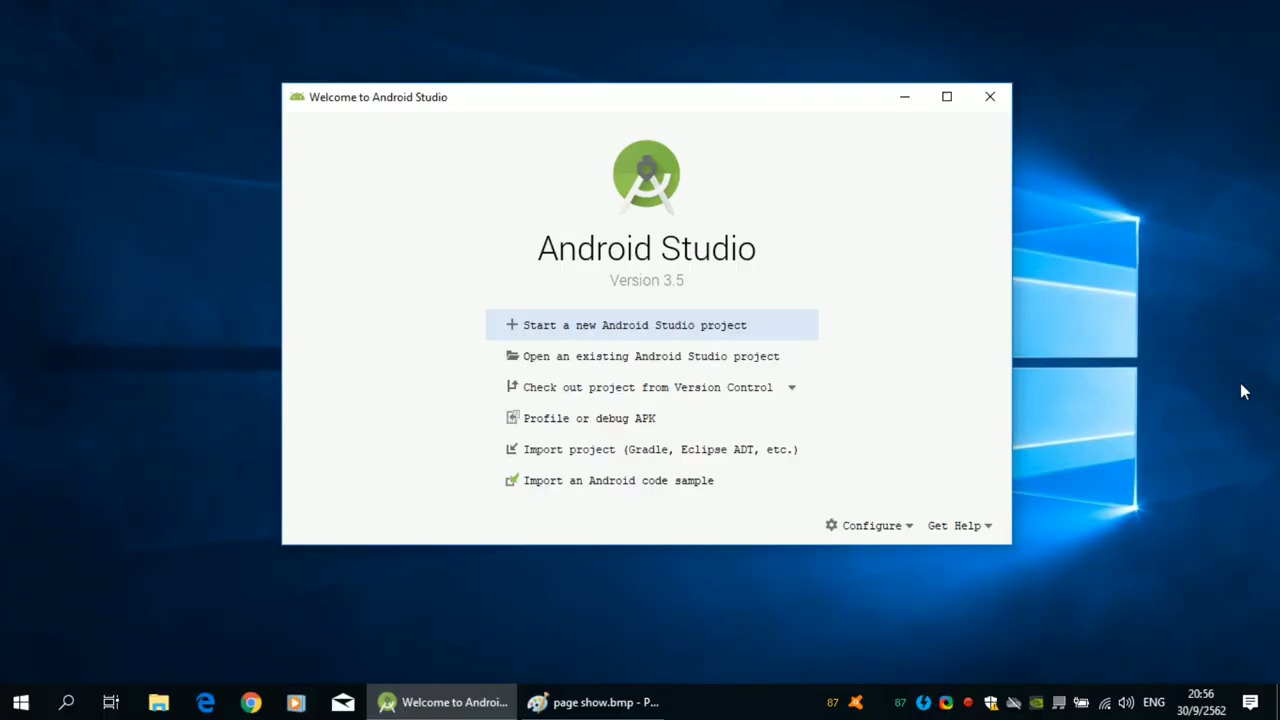 Welcome to Android Studio
Android Studio
Version 3.5
Start a new Android Studio project
Open an existing Android Studio project
Check out project from Version Control
Profile or debug APK
Import project (Gradle, Eclipse ADT, etc.)
Import an Android code sample
Configure
Get Help
Welcome to Androi...
page show.bmp - P...
87
87
ENG
20:56
30/9/2562